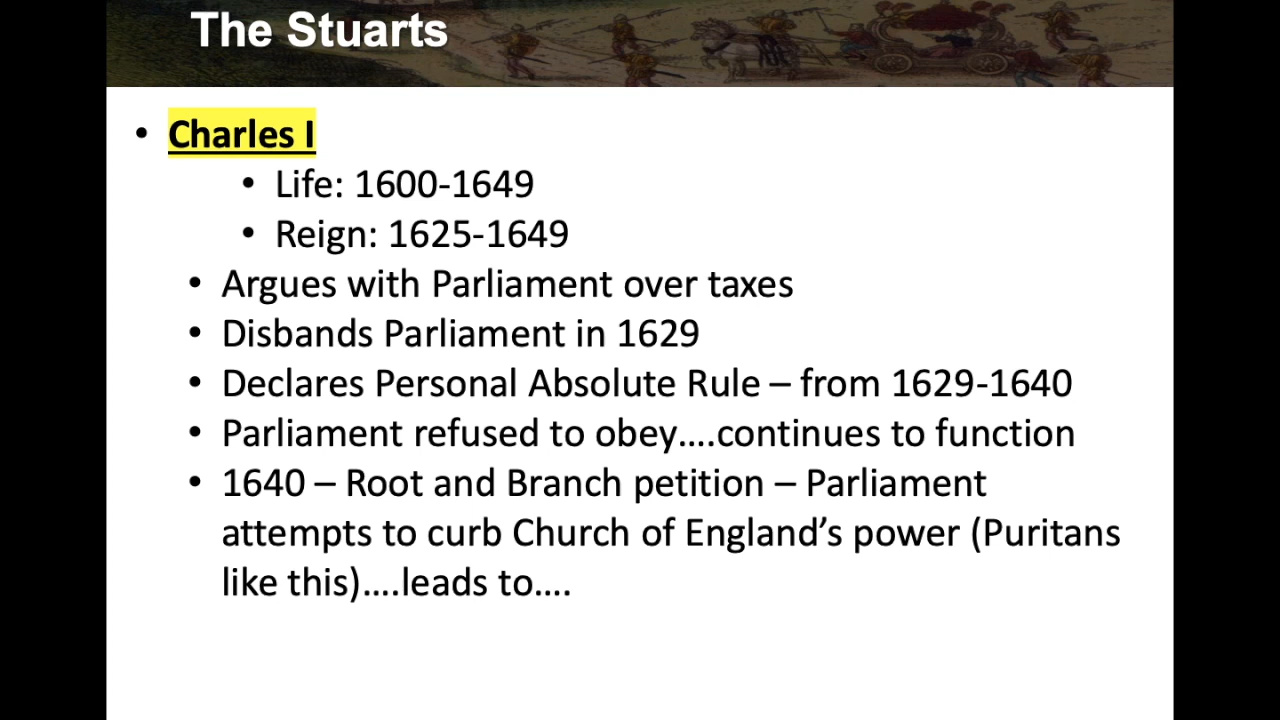 The Stuarts
• Charles I
• Life: 1600-1649
• Reign: 1625-1649
• Argues with Parliament over taxes
• Disbands Parliament in 1629
• Declares Personal Absolute Rule – from 1629-1640
• Parliament refused to obey....continues to function
• 1640 – Root and Branch petition – Parliament
attempts to curb Church of England’s power (Puritans
like this)....leads to....